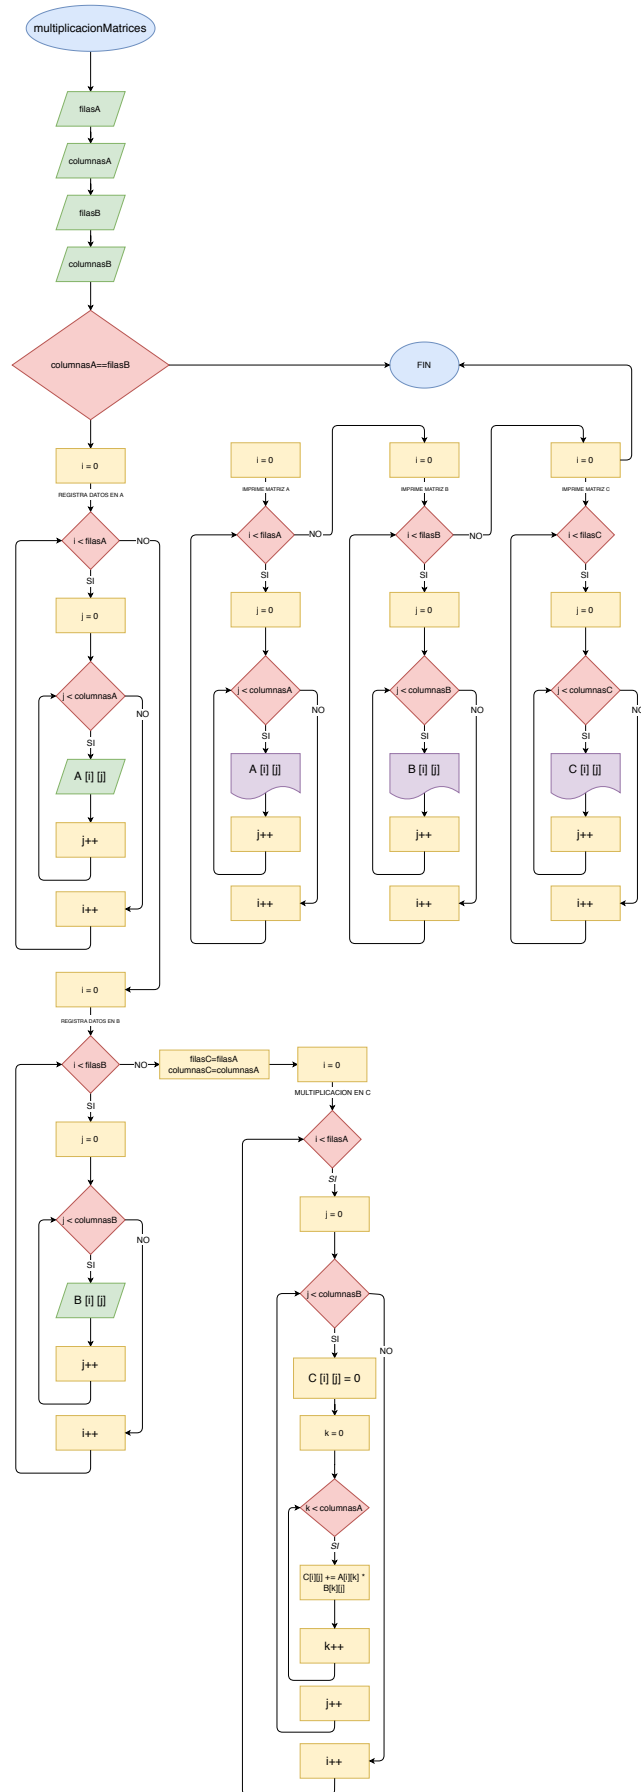 multiplicacionMatrices
filasA
columnasA
filasB
columnasB
columnasA==filasB
FIN
i = 0
REGISTRA DATOS EN A
i < filasA
NO
SI
j = 0
j < columnasA
NO
SI
A [i] [j]
j++
i++
i = 0
IMPRIME MATRIZ A
i < filasA
NO
SI
j = 0
j < columnasA
NO
SI
A [i] [j]
j++
i++
i = 0
IMPRIME MATRIZ B
i < filasB
NO
SI
j = 0
j < columnasB
NO
SI
B [i] [j]
j++
i++
i = 0
IMPRIME MATRIZ C
i < filasC
SI
j = 0
j < columnasC
NO
SI
C [i] [j]
j++
i++
i = 0
REGISTRA DATOS EN B
i < filasB
NO
SI
j = 0
j < columnasB
NO
SI
B [i] [j]
j++
i++
filasC=filasA
columnasC=columnasA
i = 0
MULTIPLICACION EN C
i < filasA
SI
j = 0
j < columnasB
NO
SI
C [i] [j] = 0
k = 0
k < columnasA
SI
C[i][j] += A[i][k] *
B[k][j]
k++
j++
i++